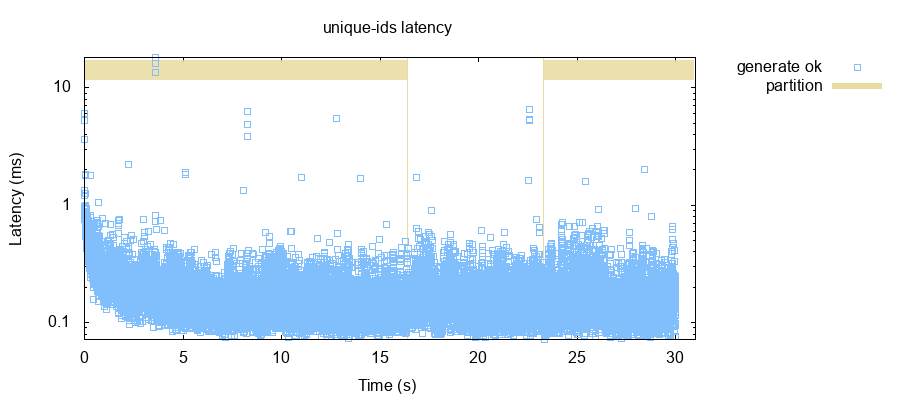 unique-ids latency
generate ok
partition
Latency (ms)
10
1
0.1
0 5 10 15 20 25 30
Time (s)